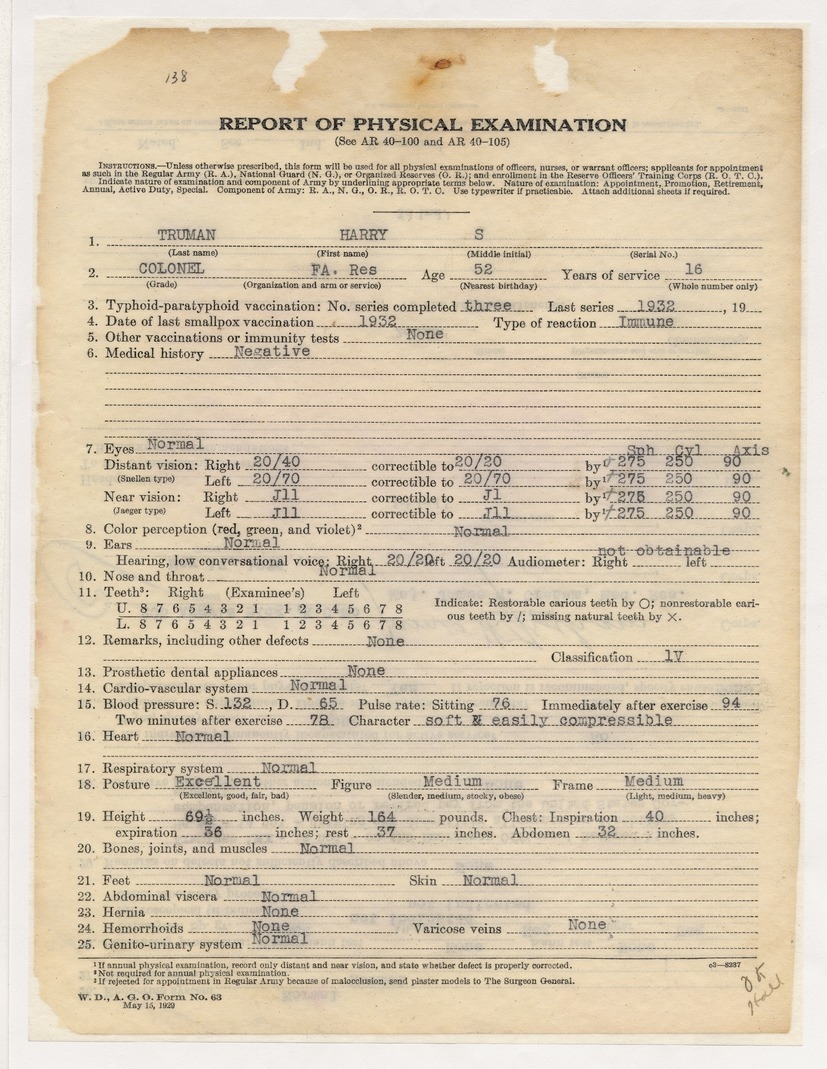 138
REPORT OF PHYSICAL EXAMINATION
(See AR 40-100 and AR 40-105)
INSTRUCTIONS.—Unless otherwise prescribed, this form will be used for all physical examinations of officers, nurses, or warrant officers; applicants for appointment
as such in the Regular Army (R. A.), National Guard (N. G.), or Organized Reserves (O. R.); and enrollment in the Reserve Officers' Training Corps (R. O. T. C.).
Indicate nature of examination and component of Army by underlining appropriate terms below. Nature of examination: Appointment, Promotion, Retirement,
Annual, Active Duty, Special. Component of Army: R. A., N. G., O. R., R. O. T. C. Use typewriter if practicable. Attach additional sheets if required.
1. TRUMAN HARRY S
(Last name) (First name) (Middle initial) (Serial No.)
2. COLONEL FA. Res Age 52 Years of service 16
(Grade) (Organization and arm or service) (Nearest birthday) (Whole number only)
3. Typhoid-paratyphoid vaccination: No. series completed three Last series 1932, 19
4. Date of last smallpox vaccination 1932 Type of reaction Immune
5. Other vaccinations or immunity tests None
6. Medical history Negative
7. Eyes Normal Sph Cyl Axis
Distant vision: Right 20/40 correctible to 20/20 by¹ +275 250 90
(Snellen type) Left 20/70 correctible to 20/70 by¹ +275 250 90
Near vision: Right J11 correctible to J1 by¹ +275 250 90
(Jaeger type) Left J11 correctible to J11 by¹ +275 250 90
8. Color perception (red, green, and violet)² Normal
9. Ears Normal not obtainable
Hearing, low conversational voice: Right 20/20 Left 20/20 Audiometer: Right left
10. Nose and throat Normal
11. Teeth³: Right (Examinee's) Left
U. 8 7 6 5 4 3 2 1 1 2 3 4 5 6 7 8 Indicate: Restorable carious teeth by O; nonrestorable cari-
L. 8 7 6 5 4 3 2 1 1 2 3 4 5 6 7 8 ous teeth by /; missing natural teeth by ×.
12. Remarks, including other defects None
Classification 1V
13. Prosthetic dental appliances None
14. Cardio-vascular system Normal
15. Blood pressure: S. 132, D. 65 Pulse rate: Sitting 76 Immediately after exercise 94
Two minutes after exercise 78 Character soft & easily compressible
16. Heart Normal
17. Respiratory system Normal
18. Posture Excellent Figure Medium Frame Medium
(Excellent, good, fair, bad) (Slender, medium, stocky, obese) (Light, medium, heavy)
19. Height 69½ inches. Weight 164 pounds. Chest: Inspiration 40 inches;
expiration 36 inches; rest 37 inches. Abdomen 32 inches.
20. Bones, joints, and muscles Normal
21. Feet Normal Skin Normal
22. Abdominal viscera Normal
23. Hernia None
24. Hemorrhoids None Varicose veins None
25. Genito-urinary system Normal
¹ If annual physical examination, record only distant and near vision, and state whether defect is properly corrected. c3—8237
² Not required for annual physical examination.
³ If rejected for appointment in Regular Army because of malocclusion, send plaster models to The Surgeon General.
W. D., A. G. O. Form No. 63
May 15, 1929